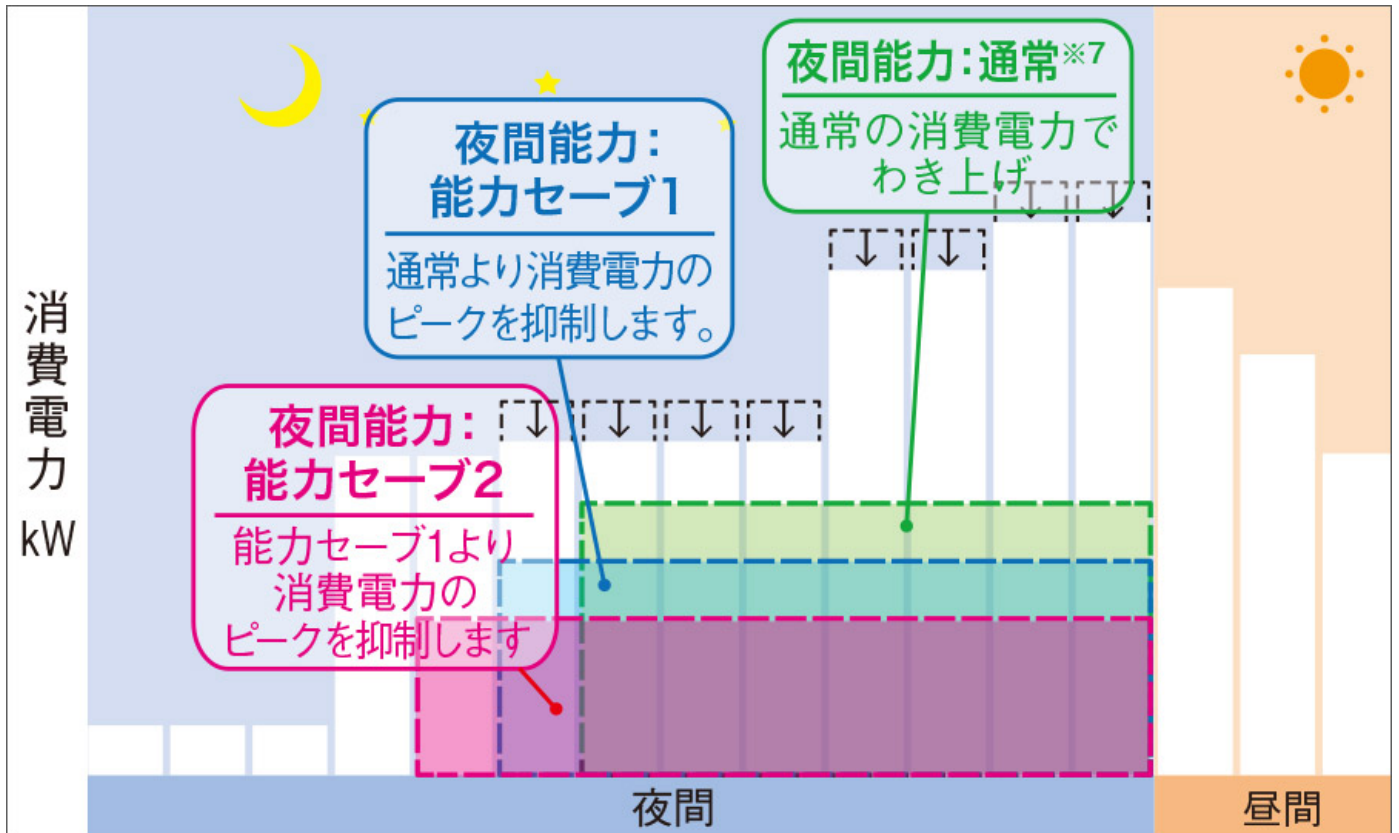 夜間能力:通常※7
通常の消費電力で
わき上げ
夜間能力:
能力セーブ1
通常より消費電力の
ピークを抑制します。
夜間能力:
能力セーブ2
能力セーブ1より
消費電力の
ピークを抑制します
消費電力
kW
夜間
昼間